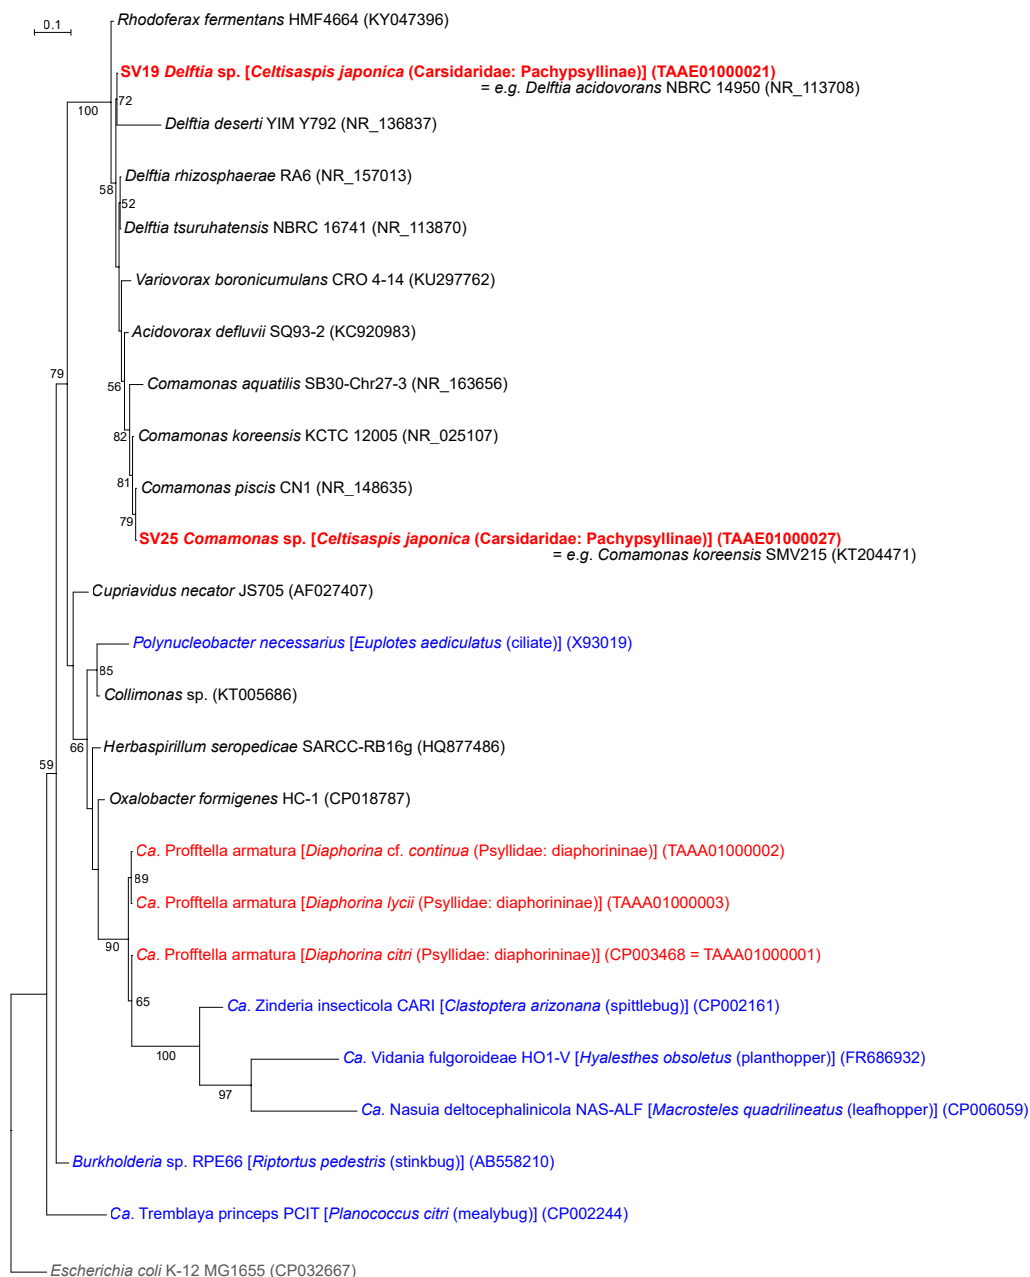 0.1
Rhodoferax fermentans HMF4664 (KY047396)
SV19 Delftia sp. [Celtisaspis japonica (Carsidaridae: Pachypsyllinae)] (TAAE01000021)
= e.g. Delftia acidovorans NBRC 14950 (NR_113708)
72
100
Delftia deserti YIM Y792 (NR_136837)
Delftia rhizosphaerae RA6 (NR_157013)
58
52
Delftia tsuruhatensis NBRC 16741 (NR_113870)
Variovorax boronicumulans CRO 4-14 (KU297762)
Acidovorax defluvii SQ93-2 (KC920983)
79
56
Comamonas aquatilis SB30-Chr27-3 (NR_163656)
82
Comamonas koreensis KCTC 12005 (NR_025107)
81
Comamonas piscis CN1 (NR_148635)
79
SV25 Comamonas sp. [Celtisaspis japonica (Carsidaridae: Pachypsyllinae)] (TAAE01000027)
= e.g. Comamonas koreensis SMV215 (KT204471)
Cupriavidus necator JS705 (AF027407)
Polynucleobacter necessarius [Euplotes aediculatus (ciliate)] (X93019)
85
Collimonas sp. (KT005686)
66
Herbaspirillum seropedicae SARCC-RB16g (HQ877486)
59
Oxalobacter formigenes HC-1 (CP018787)
Ca. Profftella armatura [Diaphorina cf. continua (Psyllidae: diaphorininae)] (TAAA01000002)
89
Ca. Profftella armatura [Diaphorina lycii (Psyllidae: diaphorininae)] (TAAA01000003)
90
Ca. Profftella armatura [Diaphorina citri (Psyllidae: diaphorininae)] (CP003468 = TAAA01000001)
65
Ca. Zinderia insecticola CARI [Clastoptera arizonana (spittlebug)] (CP002161)
100
Ca. Vidania fulgoroideae HO1-V [Hyalesthes obsoletus (planthopper)] (FR686932)
97
Ca. Nasuia deltocephalinicola NAS-ALF [Macrosteles quadrilineatus (leafhopper)] (CP006059)
Burkholderia sp. RPE66 [Riptortus pedestris (stinkbug)] (AB558210)
Ca. Tremblaya princeps PCIT [Planococcus citri (mealybug)] (CP002244)
Escherichia coli K-12 MG1655 (CP032667)